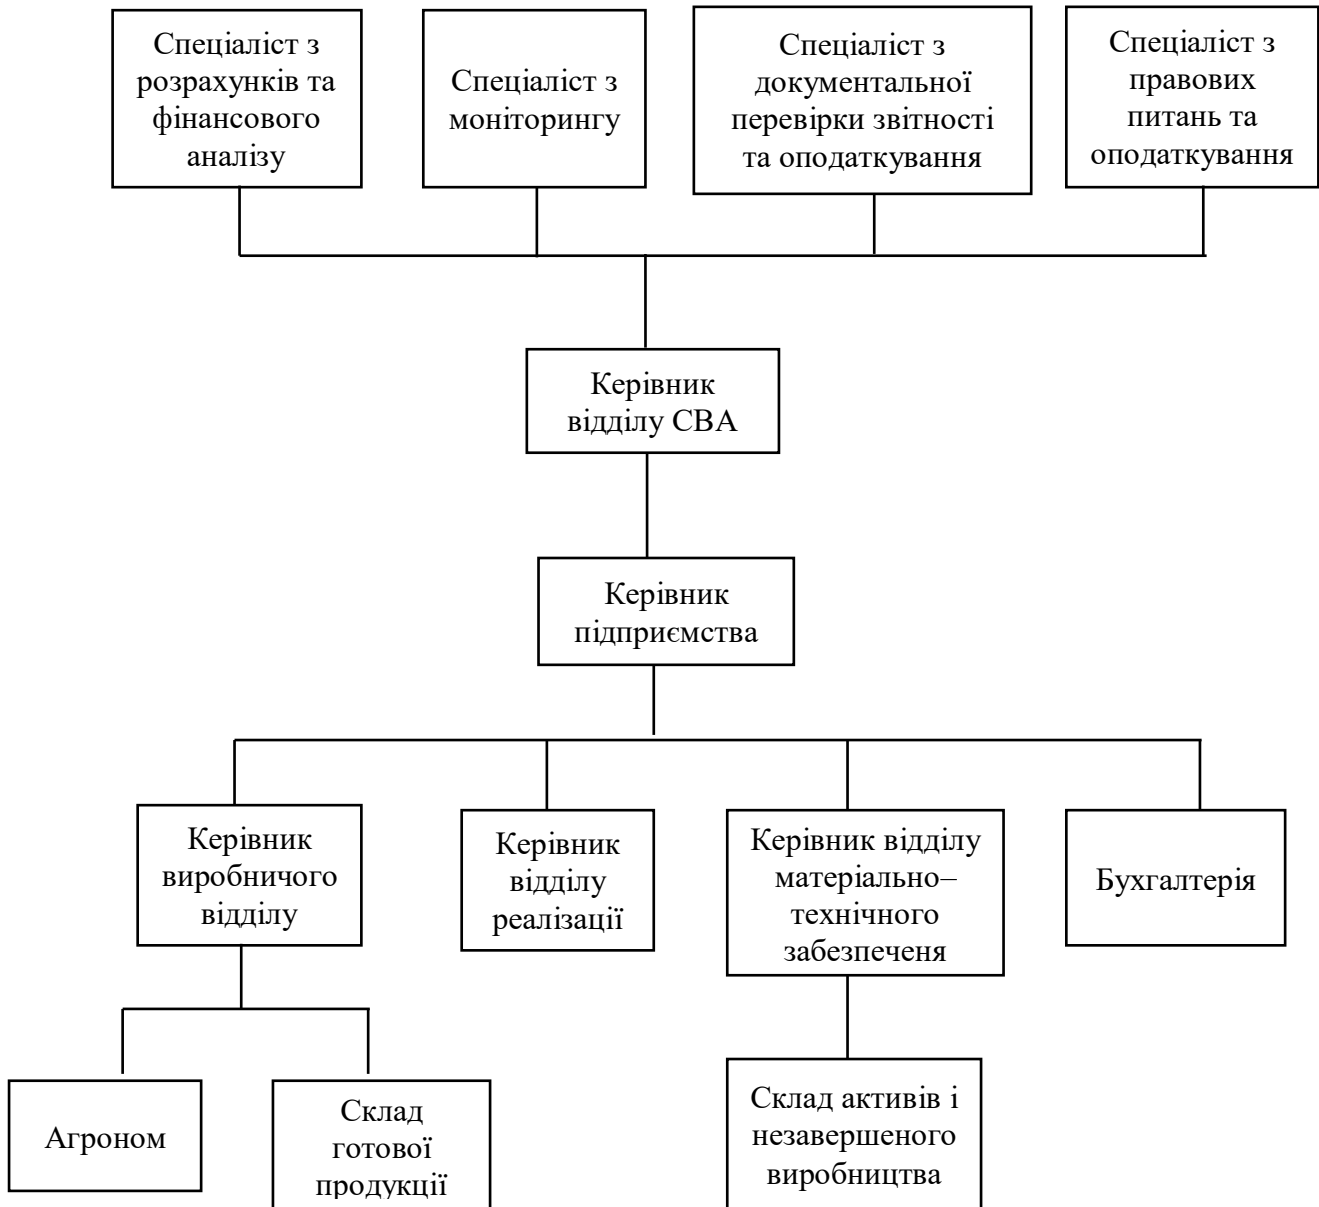 Спеціаліст з
розрахунків та
фінансового
аналізу
Спеціаліст з
моніторингу
Спеціаліст з
документальної
перевірки звітності
та оподаткування
Спеціаліст з
правових
питань та
оподаткування
Керівник
відділу СВА
Керівник
підприємства
Керівник
виробничого
відділу
Керівник
відділу
реалізації
Керівник відділу
матеріально–
технічного
забезпеченя
Бухгалтерія
Агроном
Склад
готової
продукції
Склад активів і
незавершеного
виробництва